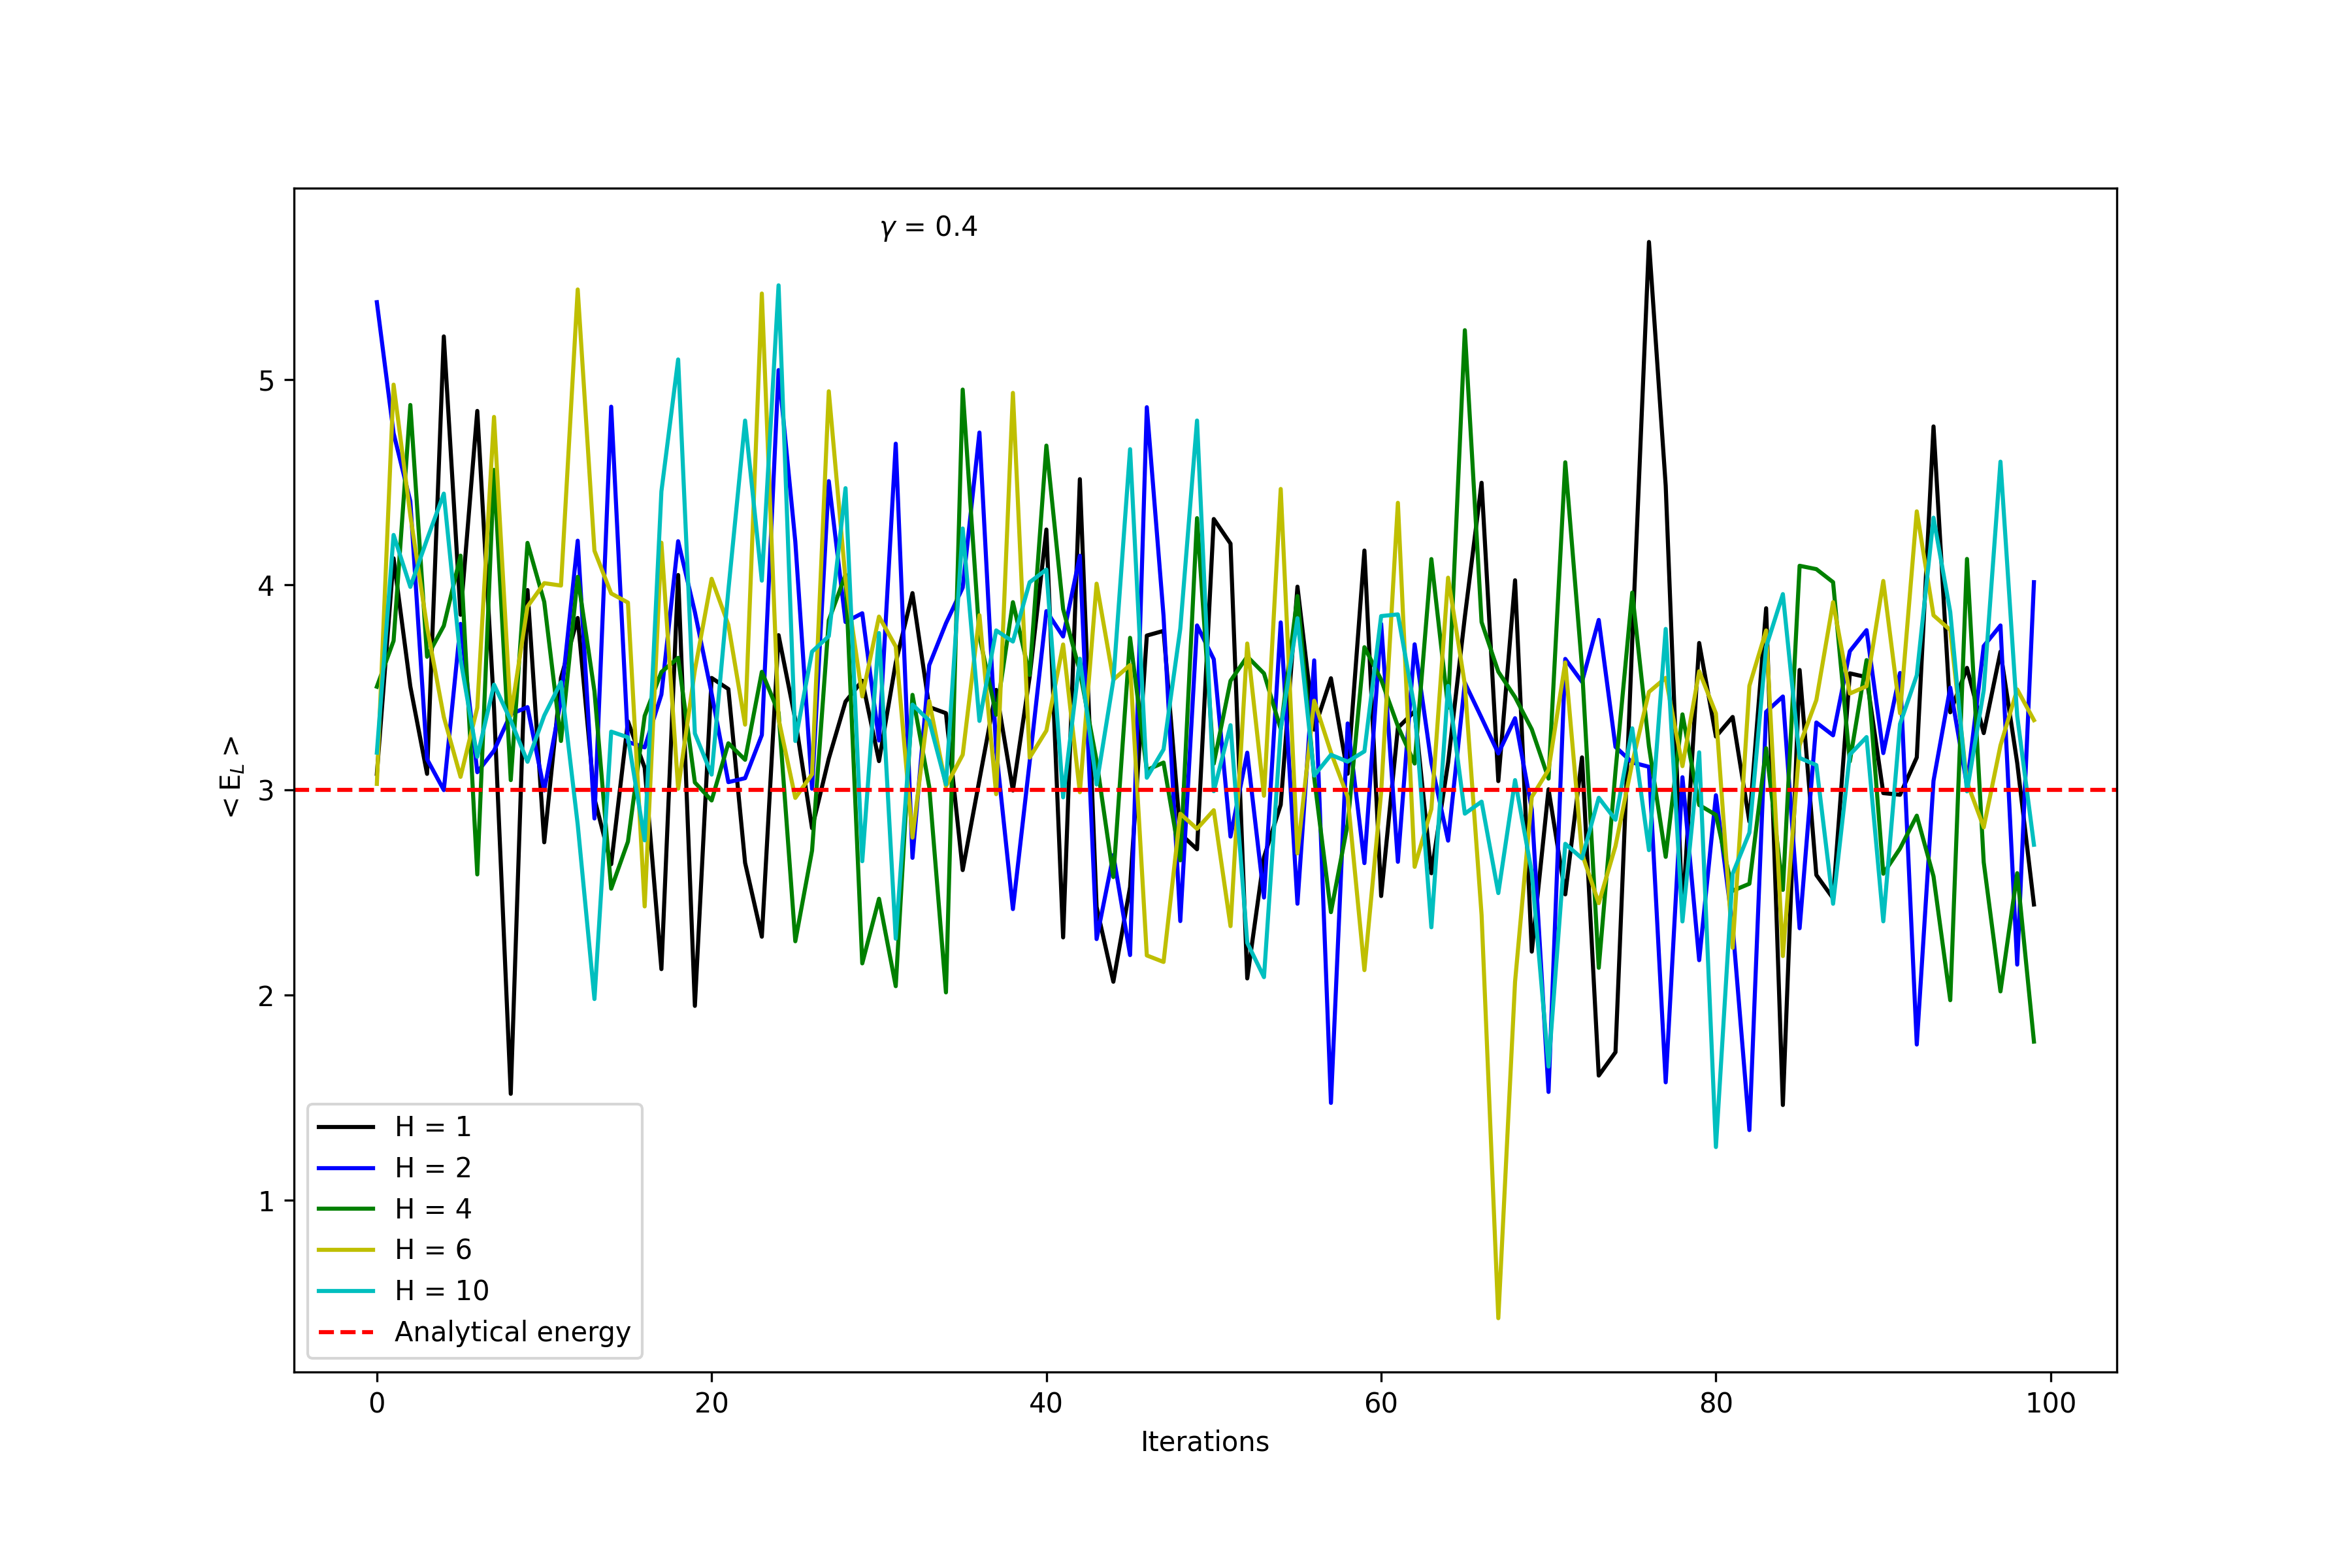 γ = 0.4
5
4
3
2
1
< E_L >
H = 1
H = 2
H = 4
H = 6
H = 10
Analytical energy
0 20 40 60 80 100
Iterations